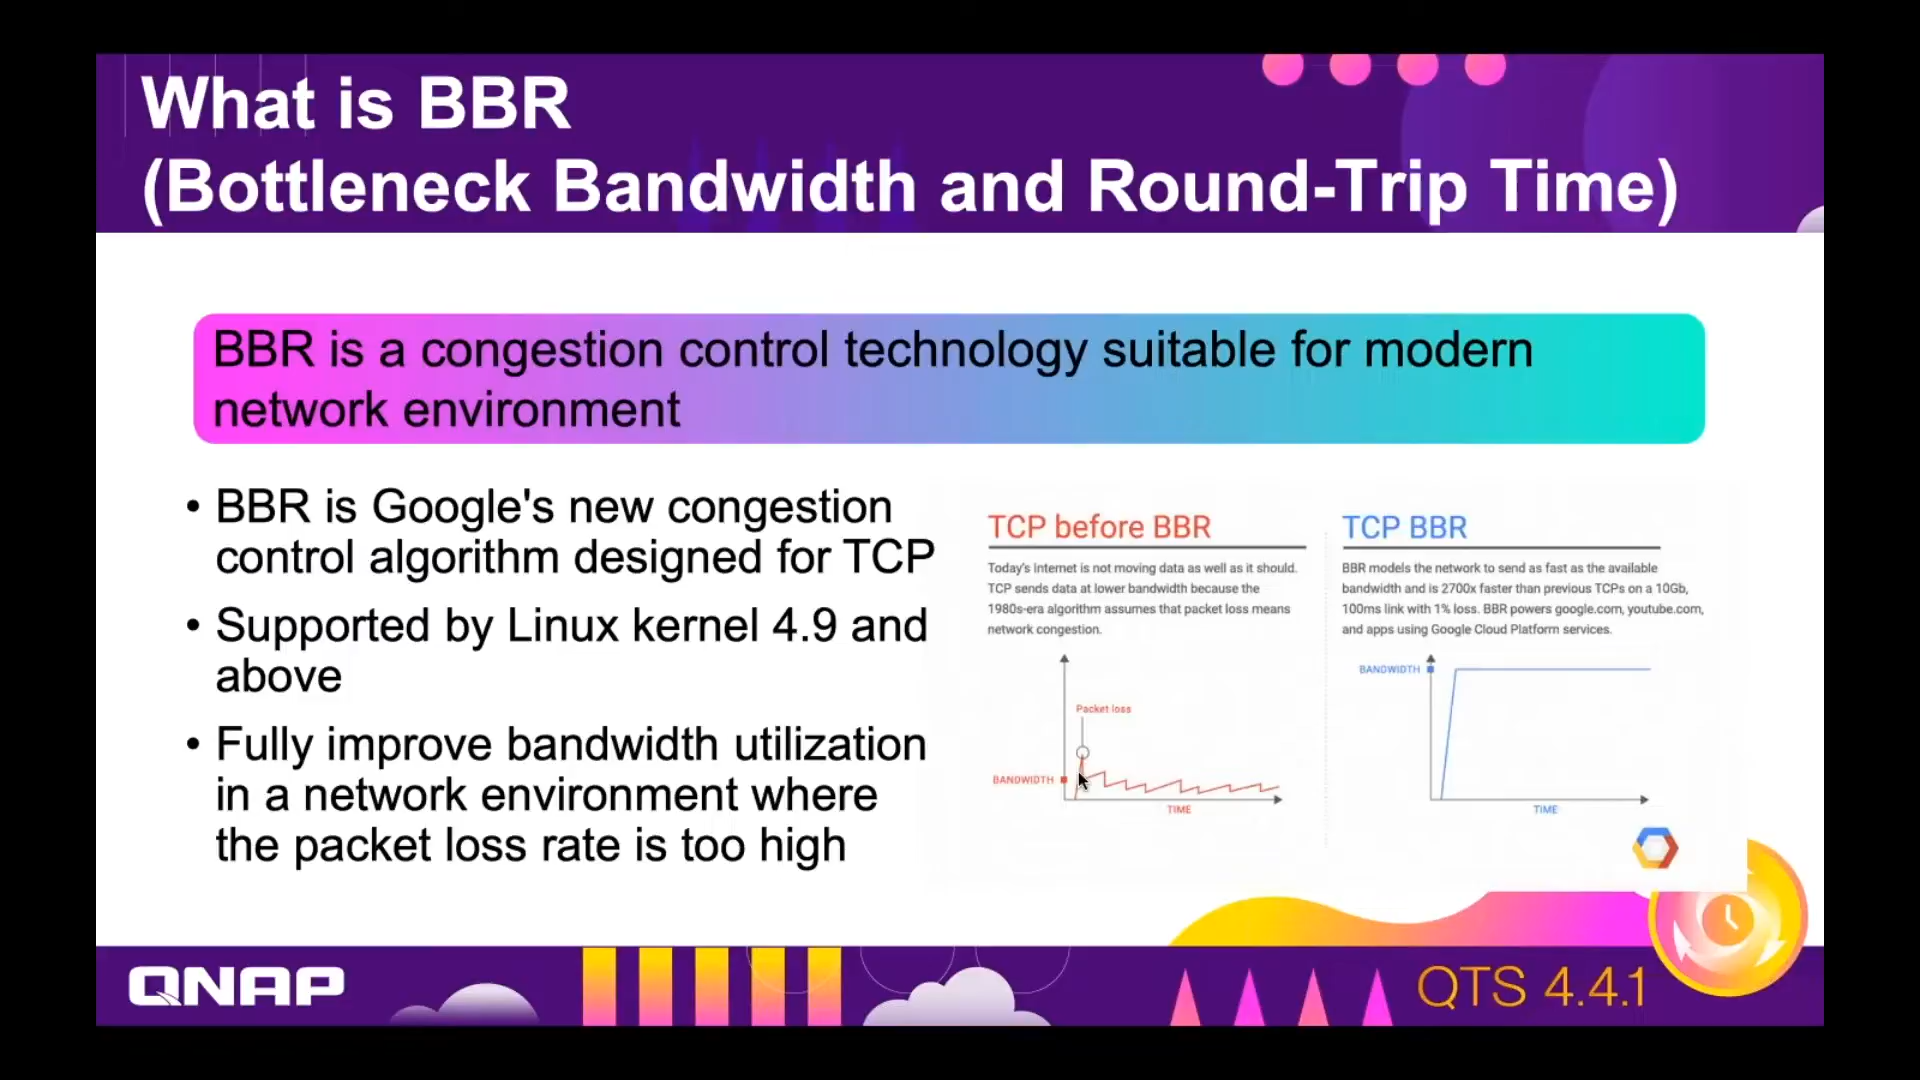 What is BBR
(Bottleneck Bandwidth and Round-Trip Time)
BBR is a congestion control technology suitable for modern
network environment
• BBR is Google's new congestion
control algorithm designed for TCP
• Supported by Linux kernel 4.9 and
above
• Fully improve bandwidth utilization
in a network environment where
the packet loss rate is too high
TCP before BBR
Today's Internet is not moving data as well as it should.
TCP sends data at lower bandwidth because the
1980s-era algorithm assumes that packet loss means
network congestion.
Packet loss
BANDWIDTH
TIME
TCP BBR
BBR models the network to send as fast as the available
bandwidth and is 2700x faster than previous TCPs on a 10Gb,
100ms link with 1% loss. BBR powers google.com, youtube.com,
and apps using Google Cloud Platform services.
BANDWIDTH
TIME
QNAP
QTS 4.4.1